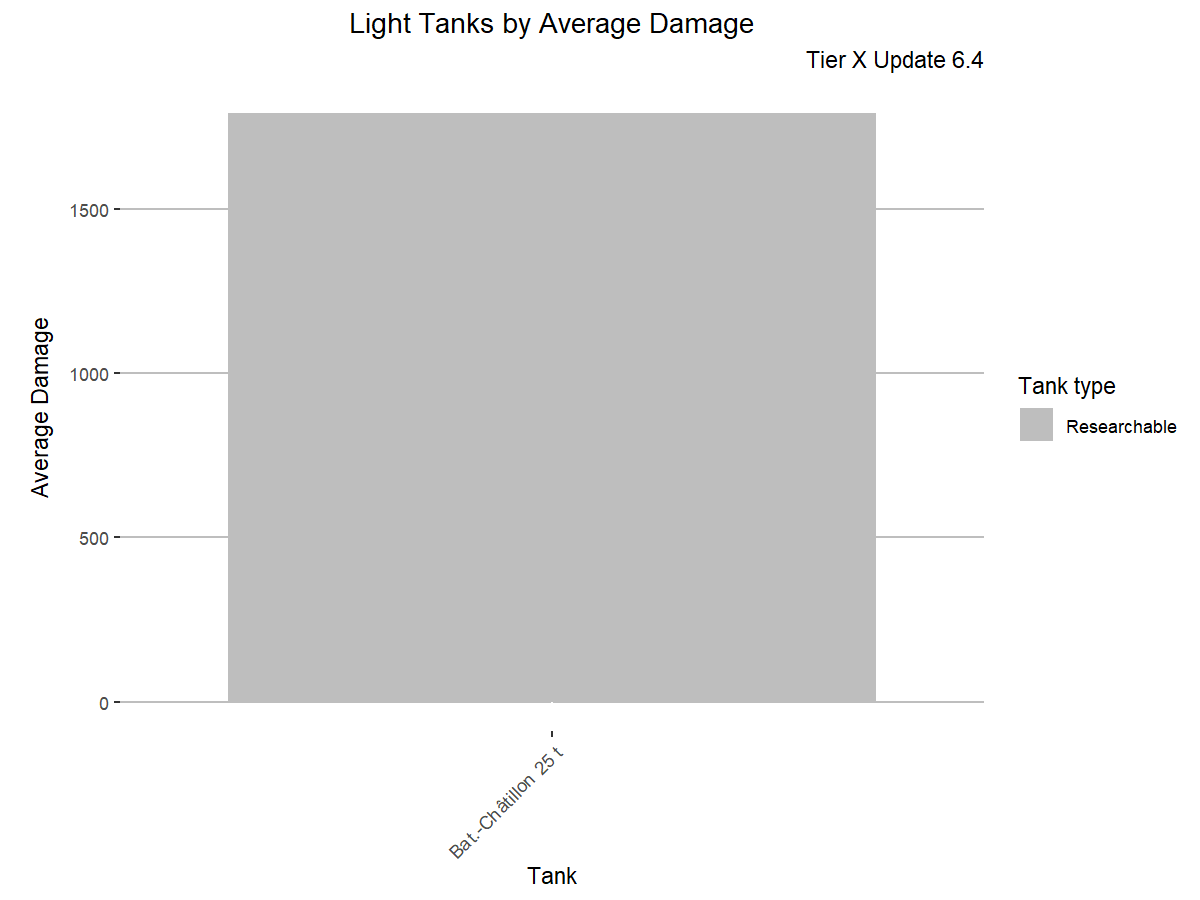 Light Tanks by Average Damage
Tier X Update 6.4
Average Damage
1500
1000
500
0
Bat.-Châtillon 25 t
Tank
Tank type
Researchable